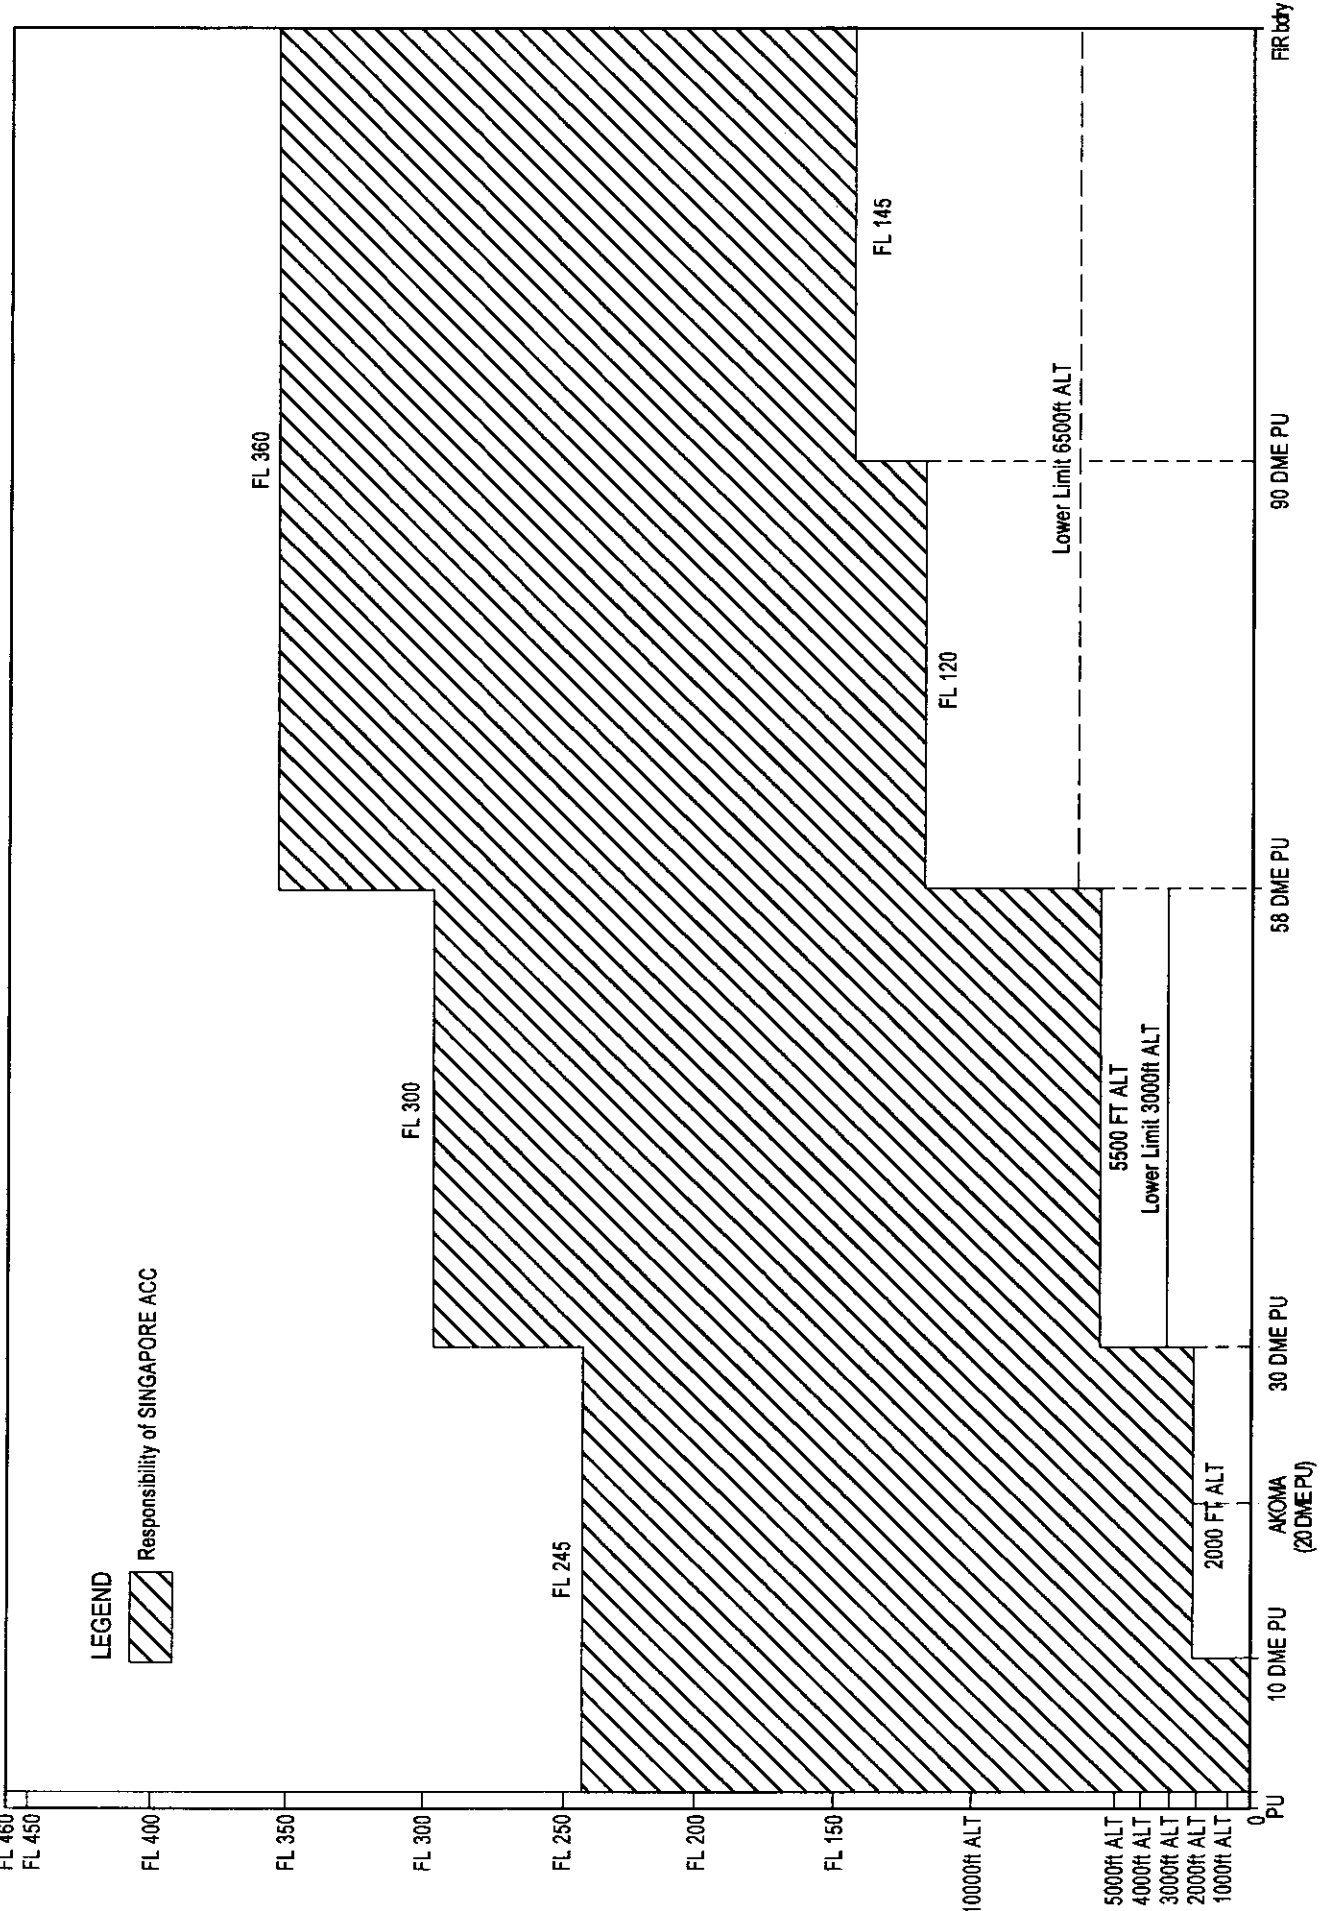 FL 460
FL 450
FL 400
FL 350
FL 300
FL 250
FL 200
FL 150
10000ft ALT
5000ft ALT
4000ft ALT
3000ft ALT
2000ft ALT
1000ft ALT
0
LEGEND
Responsibility of SINGAPORE ACC
FL 245
FL 300
FL 360
2000 FT ALT
5500 FT ALT
Lower Limit 3000ft ALT
FL 120
Lower Limit 6500ft ALT
FL 145
PU
10 DME PU
AKOMA
(20 DME PU)
30 DME PU
58 DME PU
90 DME PU
FIR bdry